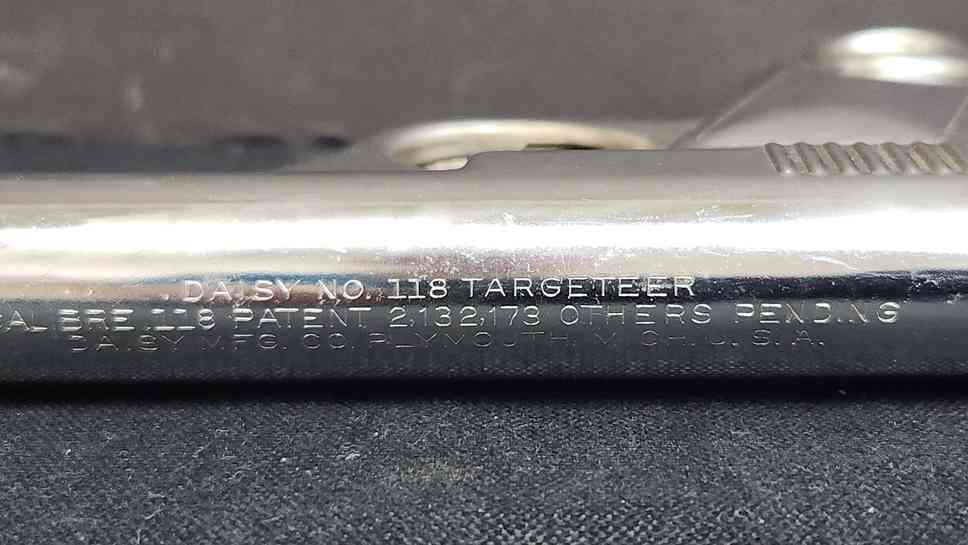 DAISY NO. 118 TARGETEER
CALIBRE .118 PATENT 2,132,173 OTHERS PENDING
DAISY MFG. CO. PLYMOUTH, MICH. U.S.A.